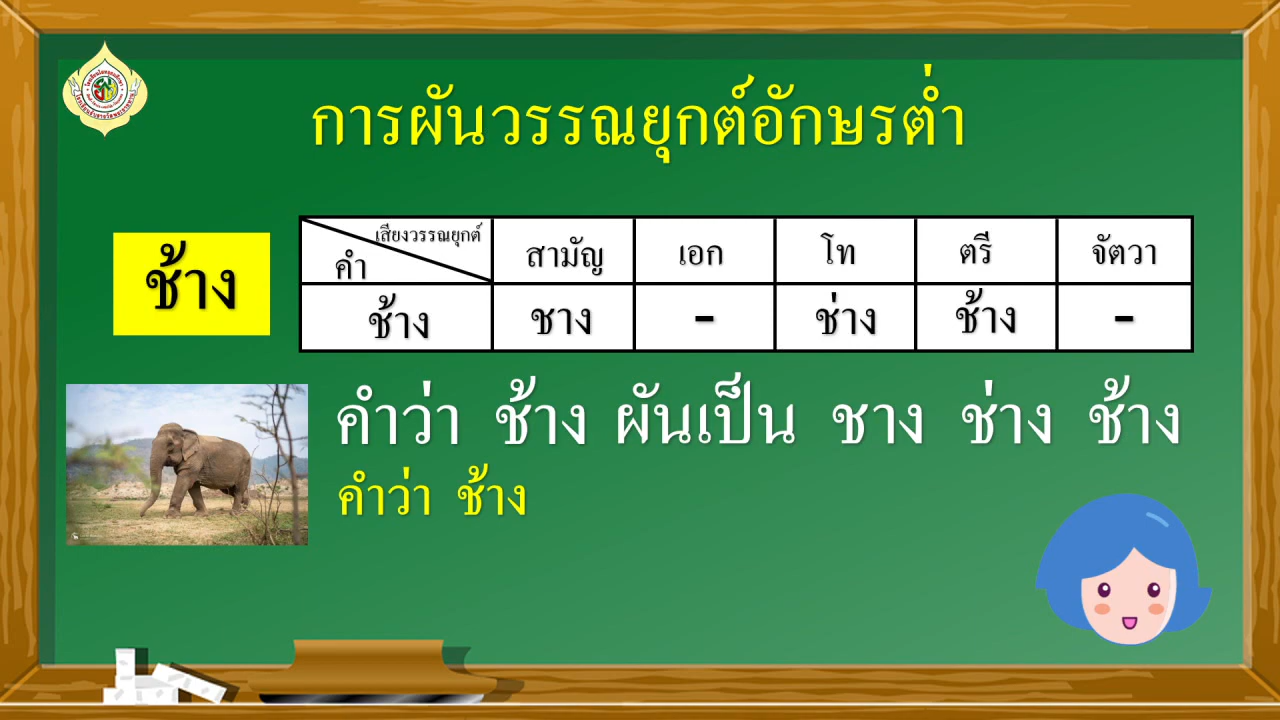 การผันวรรณยุกต์อักษรต่ำ
ช้าง
เสียงวรรณยุกต์
คำ สามัญ เอก โท ตรี จัตวา
ช้าง ชาง - ช่าง ช้าง -
คำว่า ช้าง ผันเป็น ชาง ช่าง ช้าง
คำว่า ช้าง